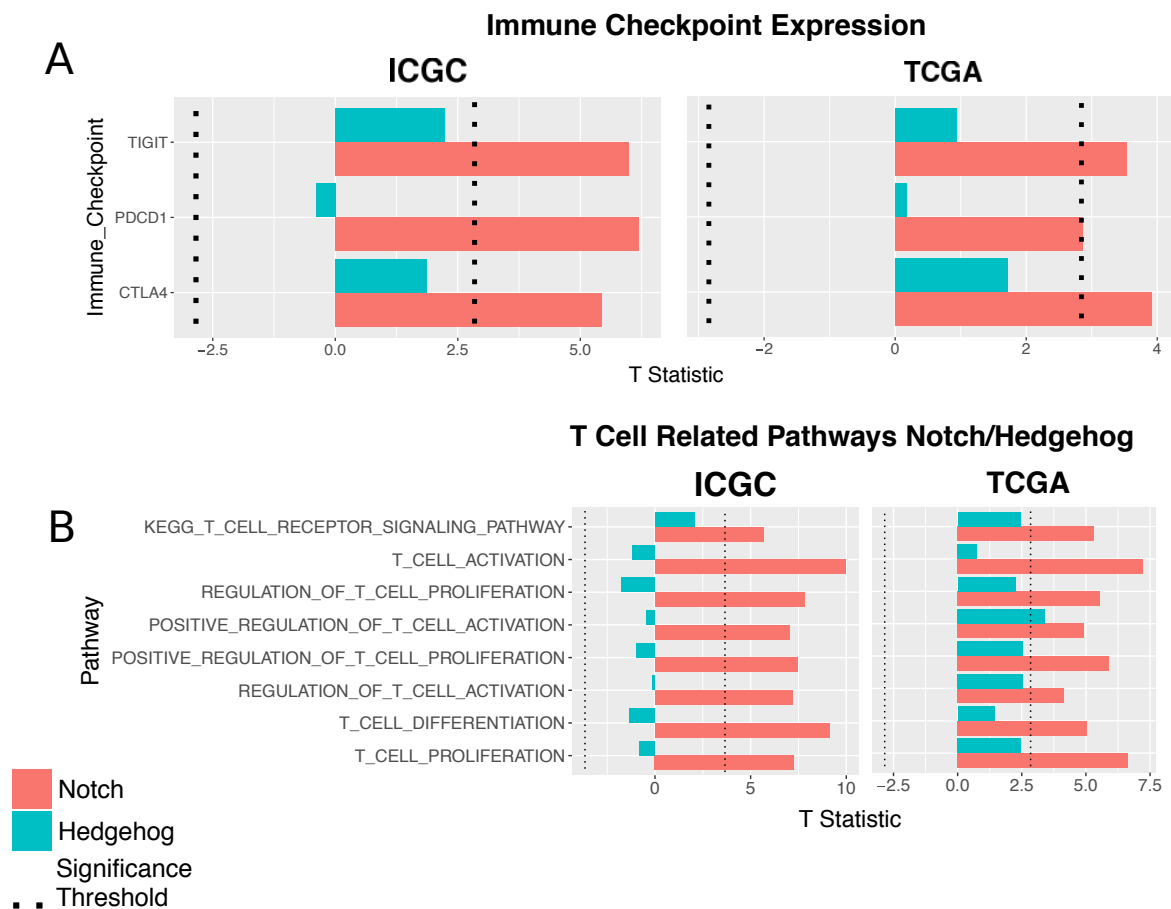 Immune Checkpoint Expression
A
ICGC
TCGA
Immune_Checkpoint
TIGIT
PDCD1
CTLA4
−2.5 0.0 2.5 5.0
−2 0 2 4
T Statistic
T Cell Related Pathways Notch/Hedgehog
ICGC
TCGA
B
Pathway
KEGG_T_CELL_RECEPTOR_SIGNALING_PATHWAY
T_CELL_ACTIVATION
REGULATION_OF_T_CELL_PROLIFERATION
POSITIVE_REGULATION_OF_T_CELL_ACTIVATION
POSITIVE_REGULATION_OF_T_CELL_PROLIFERATION
REGULATION_OF_T_CELL_ACTIVATION
T_CELL_DIFFERENTIATION
T_CELL_PROLIFERATION
0 5 10
−2.5 0.0 2.5 5.0 7.5
T Statistic
Notch
Hedgehog
Significance
Threshold